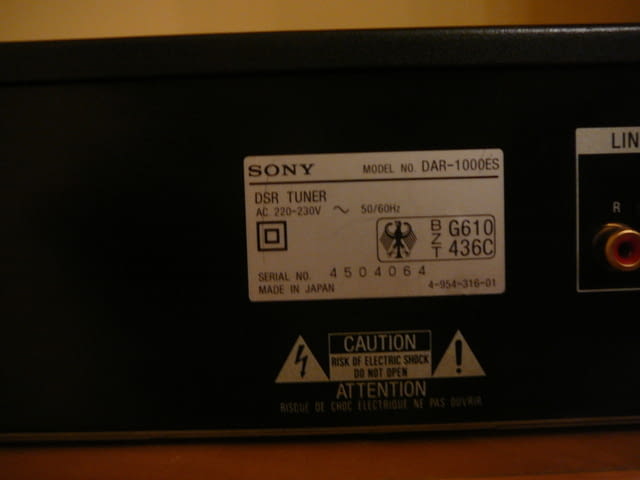 SONY MODEL NO. DAR-1000ES
DSR TUNER
AC 220-230V ~ 50/60Hz
BZT G610
436C
SERIAL NO. 4504064
MADE IN JAPAN 4-954-316-01
LIN
R
CAUTION
RISK OF ELECTRIC SHOCK
DO NOT OPEN
ATTENTION
RISQUE DE CHOC ELECTRIQUE NE PAS OUVRIR